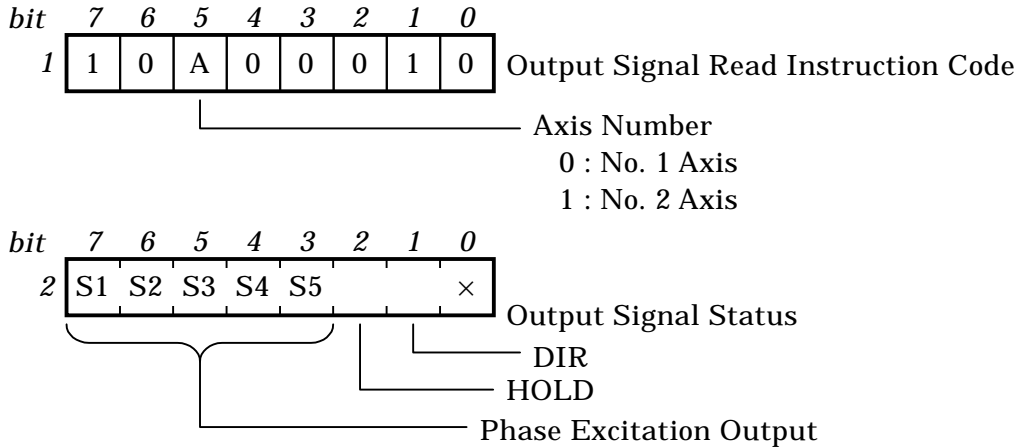 bit 7 6 5 4 3 2 1 0
1 1 0 A 0 0 0 1 0 Output Signal Read Instruction Code
Axis Number
0 : No. 1 Axis
1 : No. 2 Axis
bit 7 6 5 4 3 2 1 0
2 S1 S2 S3 S4 S5 ×
Output Signal Status
DIR
HOLD
Phase Excitation Output